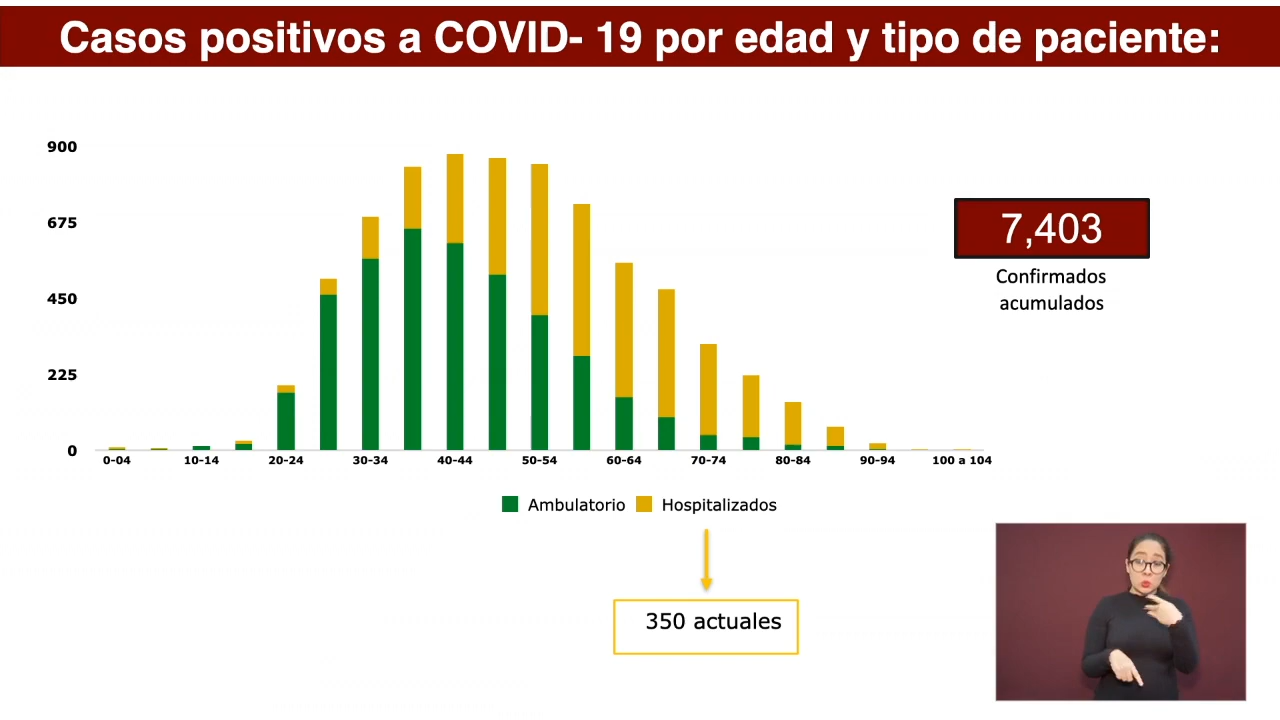 Casos positivos a COVID- 19 por edad y tipo de paciente:
900
675
450
225
0
0-04 10-14 20-24 30-34 40-44 50-54 60-64 70-74 80-84 90-94 100 a 104
7,403
Confirmados
acumulados
Ambulatorio Hospitalizados
350 actuales